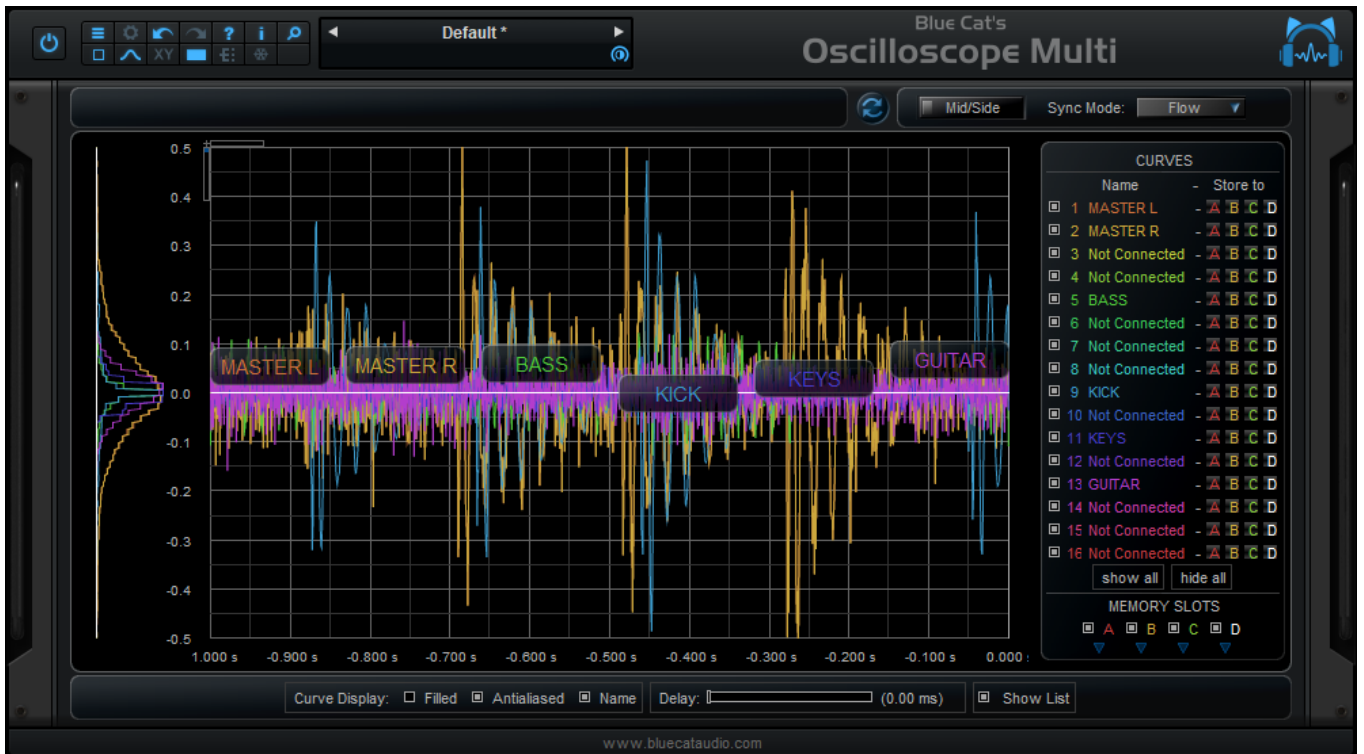 Blue Cat's
Oscilloscope Multi
Default *
XY
Mid/Side
Sync Mode: Flow
0.5
0.4
0.3
0.2
0.1
0.0
-0.1
-0.2
-0.3
-0.4
-0.5
MASTER L
MASTER R
BASS
KICK
KEYS
GUITAR
1.000 s -0.900 s -0.800 s -0.700 s -0.600 s -0.500 s -0.400 s -0.300 s -0.200 s -0.100 s 0.000
CURVES
Name - Store to
1 MASTER L - A B C D
2 MASTER R - A B C D
3 Not Connected - A B C D
4 Not Connected - A B C D
5 BASS - A B C D
6 Not Connected - A B C D
7 Not Connected - A B C D
8 Not Connected - A B C D
9 KICK - A B C D
10 Not Connected - A B C D
11 KEYS - A B C D
12 Not Connected - A B C D
13 GUITAR - A B C D
14 Not Connected - A B C D
15 Not Connected - A B C D
16 Not Connected - A B C D
show all hide all
MEMORY SLOTS
A B C D
Curve Display: Filled Antialiased Name Delay: (0.00 ms) Show List
www.bluecataudio.com